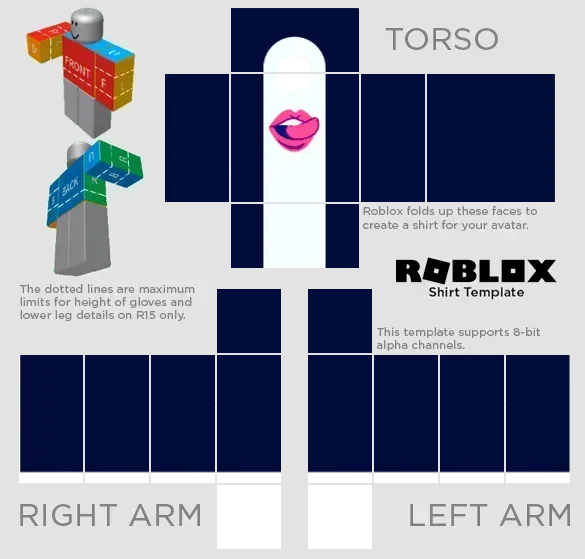 TORSO
FRONT
F
L
U
BACK
R
B
Roblox folds up these faces to
create a shirt for your avatar.
The dotted lines are maximum
limits for height of gloves and
lower leg details on R15 only.
ROBLOX
Shirt Template
This template supports 8-bit
alpha channels.
RIGHT ARM
LEFT ARM